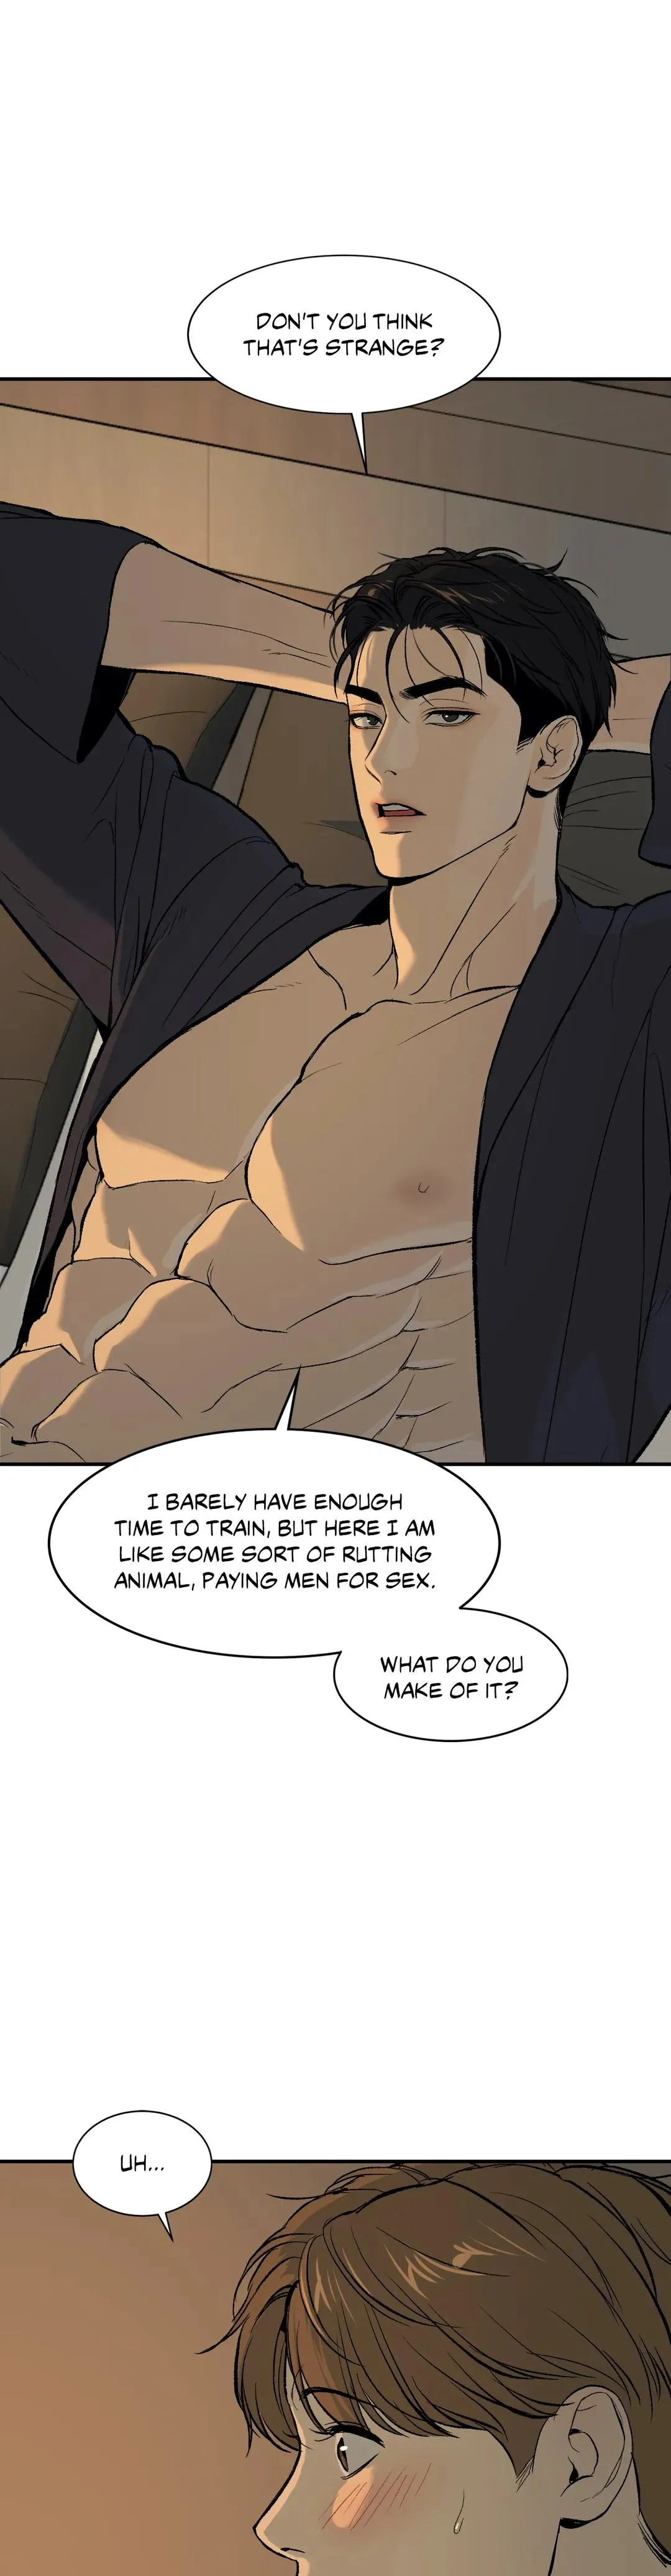 DON'T YOU THINK
THAT'S STRANGE?
I BARELY HAVE ENOUGH
TIME TO TRAIN, BUT HERE I AM
LIKE SOME SORT OF RUTTING
ANIMAL, PAYING MEN FOR SEX.
WHAT DO YOU
MAKE OF IT?
UH...